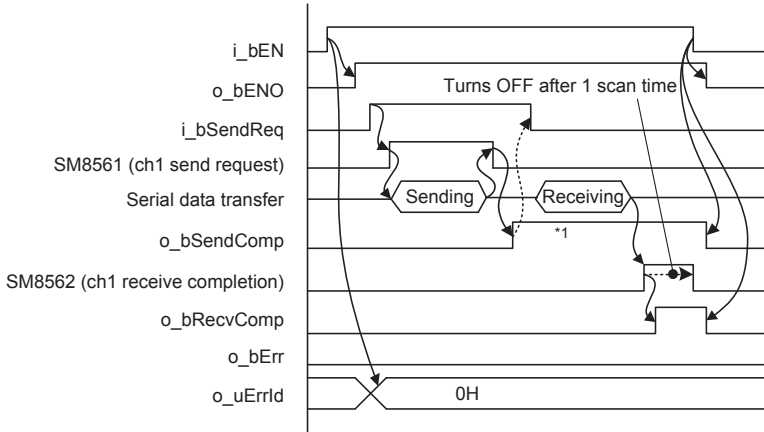 i_bEN
o_bENO
Turns OFF after 1 scan time
i_bSendReq
SM8561 (ch1 send request)
Serial data transfer
Sending
Receiving
o_bSendComp
*1
SM8562 (ch1 receive completion)
o_bRecvComp
o_bErr
o_uErrId
0H